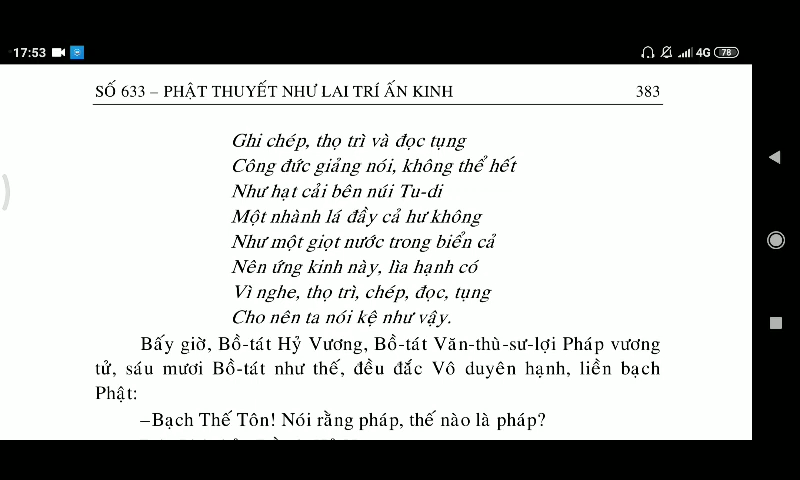 17:53 4G 78
SỐ 633 – PHẬT THUYẾT NHƯ LAI TRÍ ẤN KINH 383
Ghi chép, thọ trì và đọc tụng
Công đức giảng nói, không thể hết
Như hạt cải bên núi Tu-di
Một nhành lá đầy cả hư không
Như một giọt nước trong biển cả
Nên ứng kinh này, lìa hạnh có
Vì nghe, thọ trì, chép, đọc, tụng
Cho nên ta nói kệ như vậy.
Bấy giờ, Bồ-tát Hỷ Vương, Bồ-tát Văn-thù-sư-lợi Pháp vương
tử, sáu mươi Bồ-tát như thế, đều đắc Vô duyên hạnh, liền bạch
Phật:
–Bạch Thế Tôn! Nói rằng pháp, thế nào là pháp?